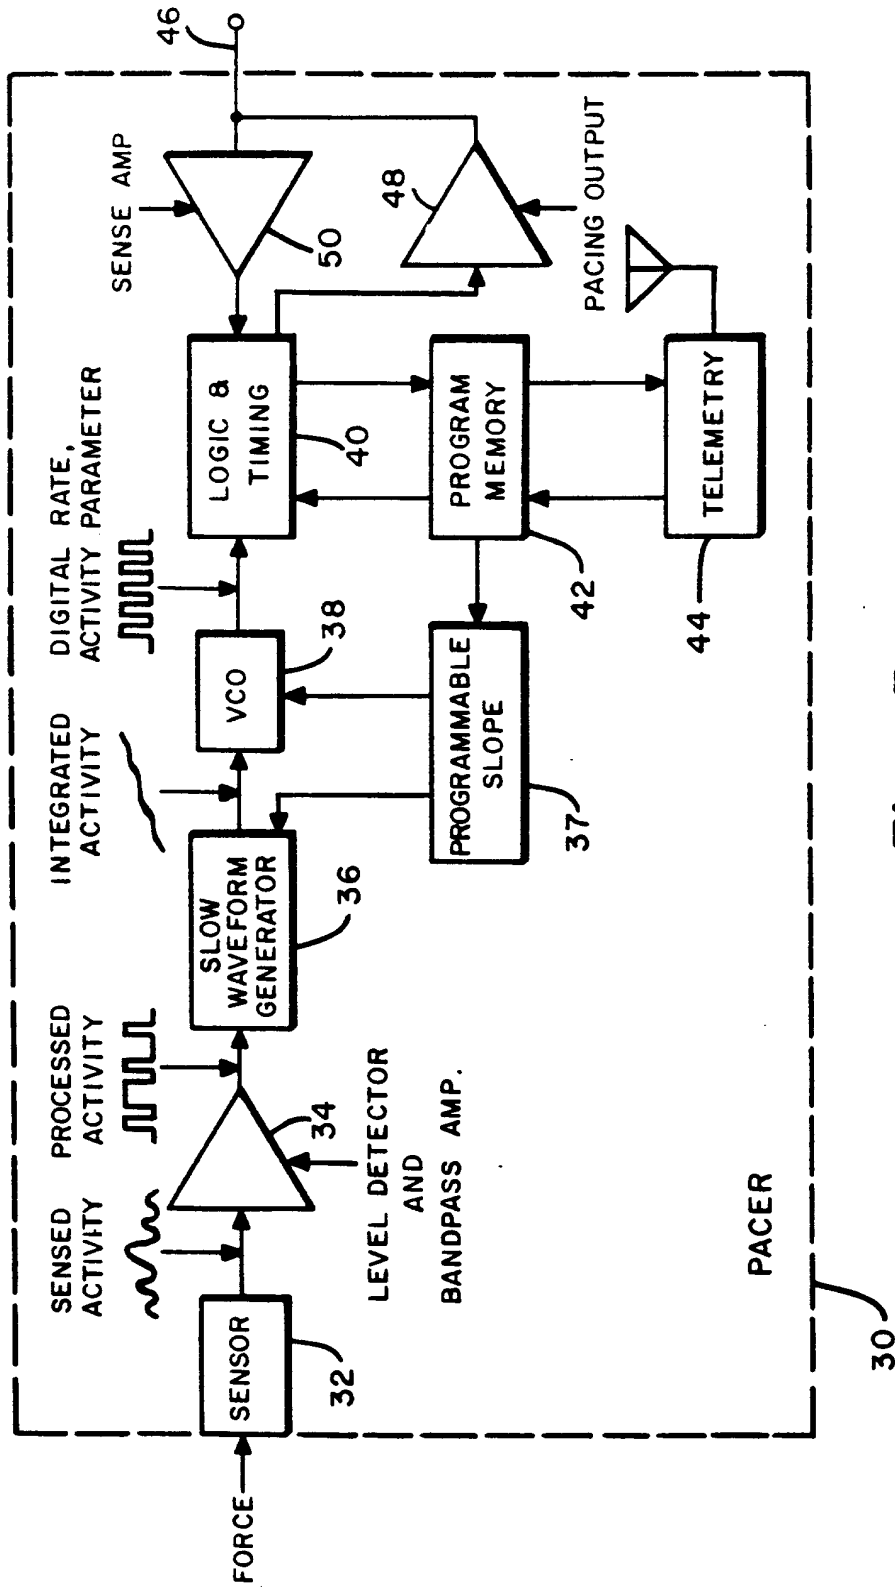 SENSED
ACTIVITY
PROCESSED
ACTIVITY
INTEGRATED
ACTIVITY
DIGITAL RATE,
ACTIVITY PARAMETER
SENSE AMP
46
FORCE
SENSOR
32
34
LEVEL DETECTOR
AND
BANDPASS AMP.
SLOW
WAVEFORM
GENERATOR
36
VCO
38
LOGIC &
TIMING
40
50
48
PACING OUTPUT
PROGRAMMABLE
SLOPE
37
PROGRAM
MEMORY
42
TELEMETRY
44
PACER
30